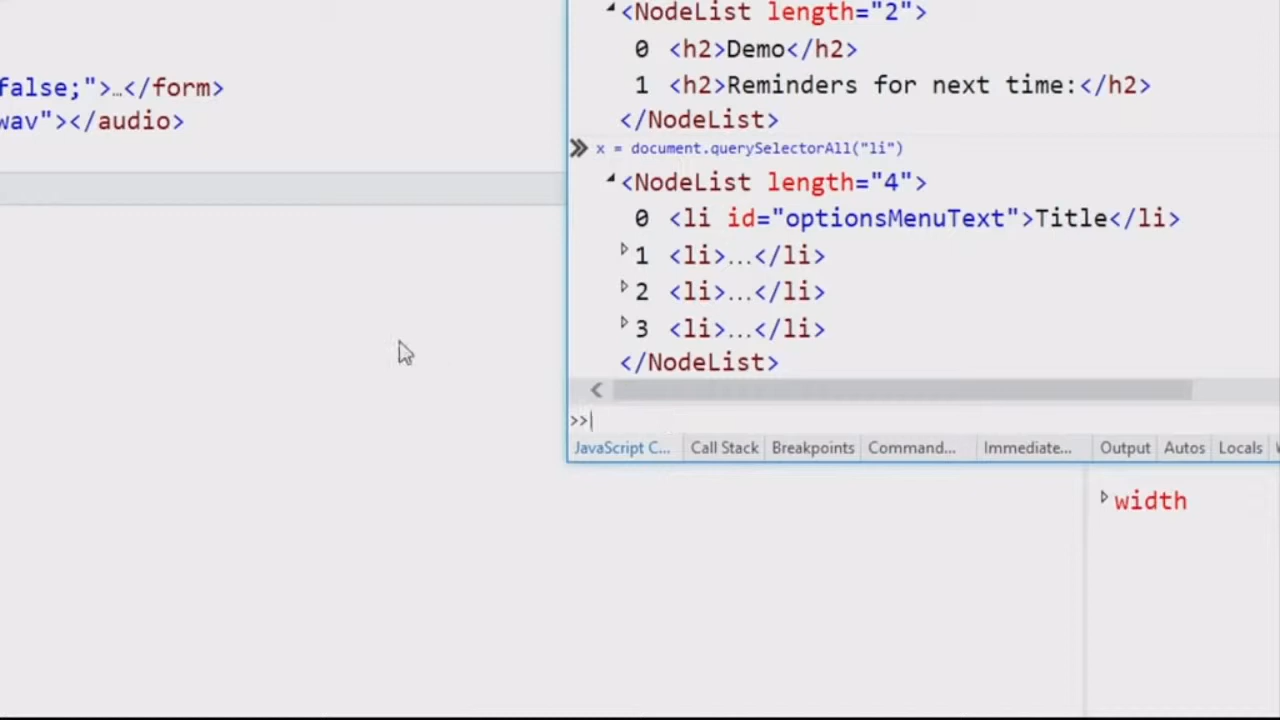 false;">…</form>
wav"></audio>
<NodeList length="2">
0 <h2>Demo</h2>
1 <h2>Reminders for next time:</h2>
</NodeList>
x = document.querySelectorAll("li")
<NodeList length="4">
0 <li id="optionsMenuText">Title</li>
1 <li>…</li>
2 <li>…</li>
3 <li>…</li>
</NodeList>
>>
JavaScript C... Call Stack Breakpoints Command... Immediate... Output Autos Locals
width